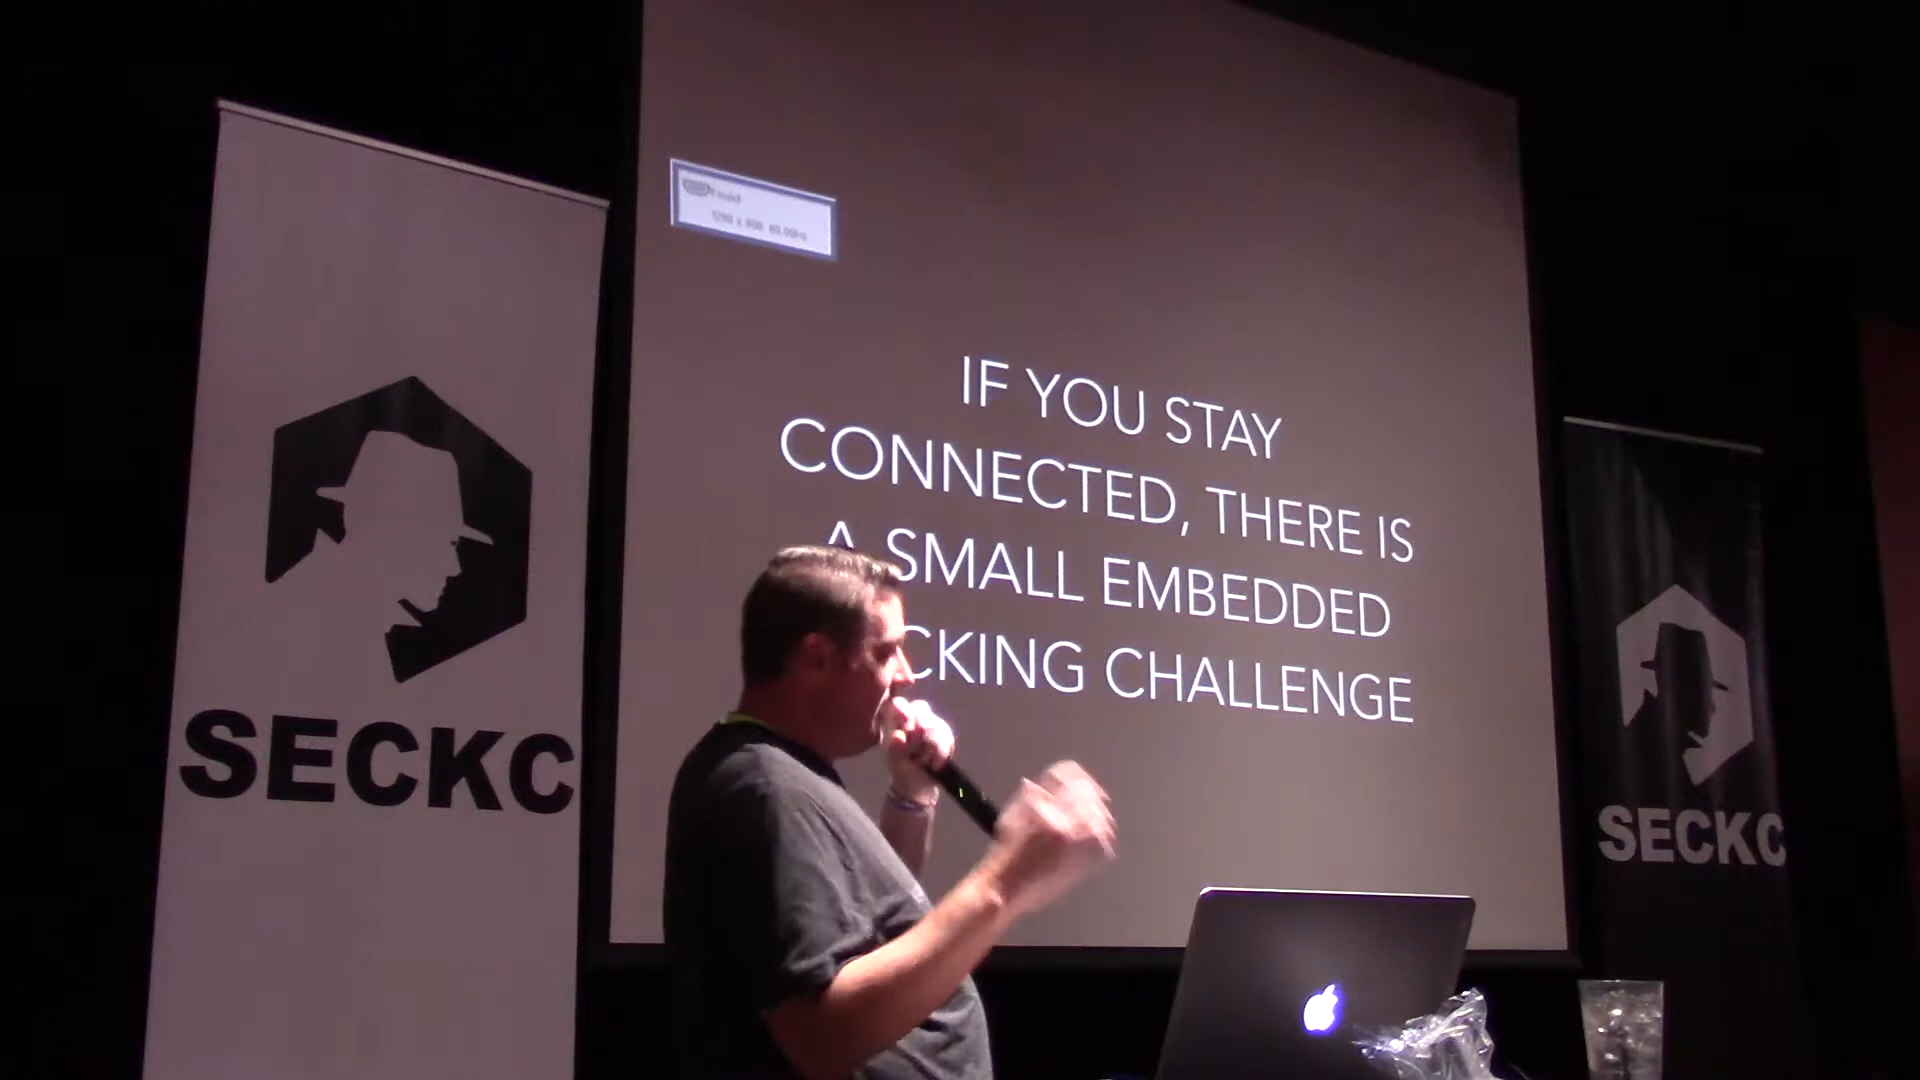 IF YOU STAY
CONNECTED, THERE IS
A SMALL EMBEDDED
CKING CHALLENGE
SECKC
SECKC